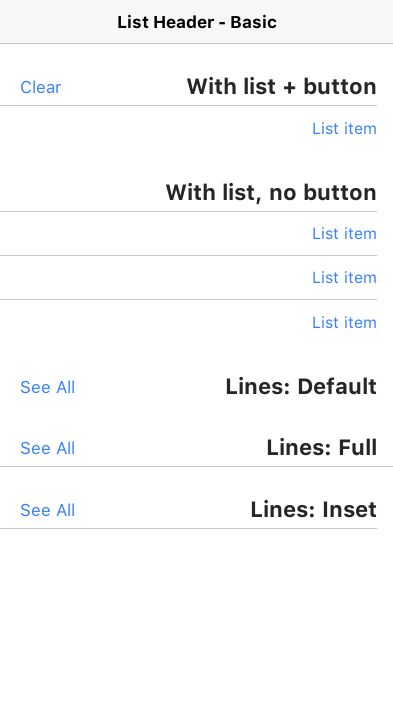 List Header - Basic
With list + button
Clear
List item
With list, no button
List item
List item
List item
Lines: Default
See All
Lines: Full
See All
Lines: Inset
See All